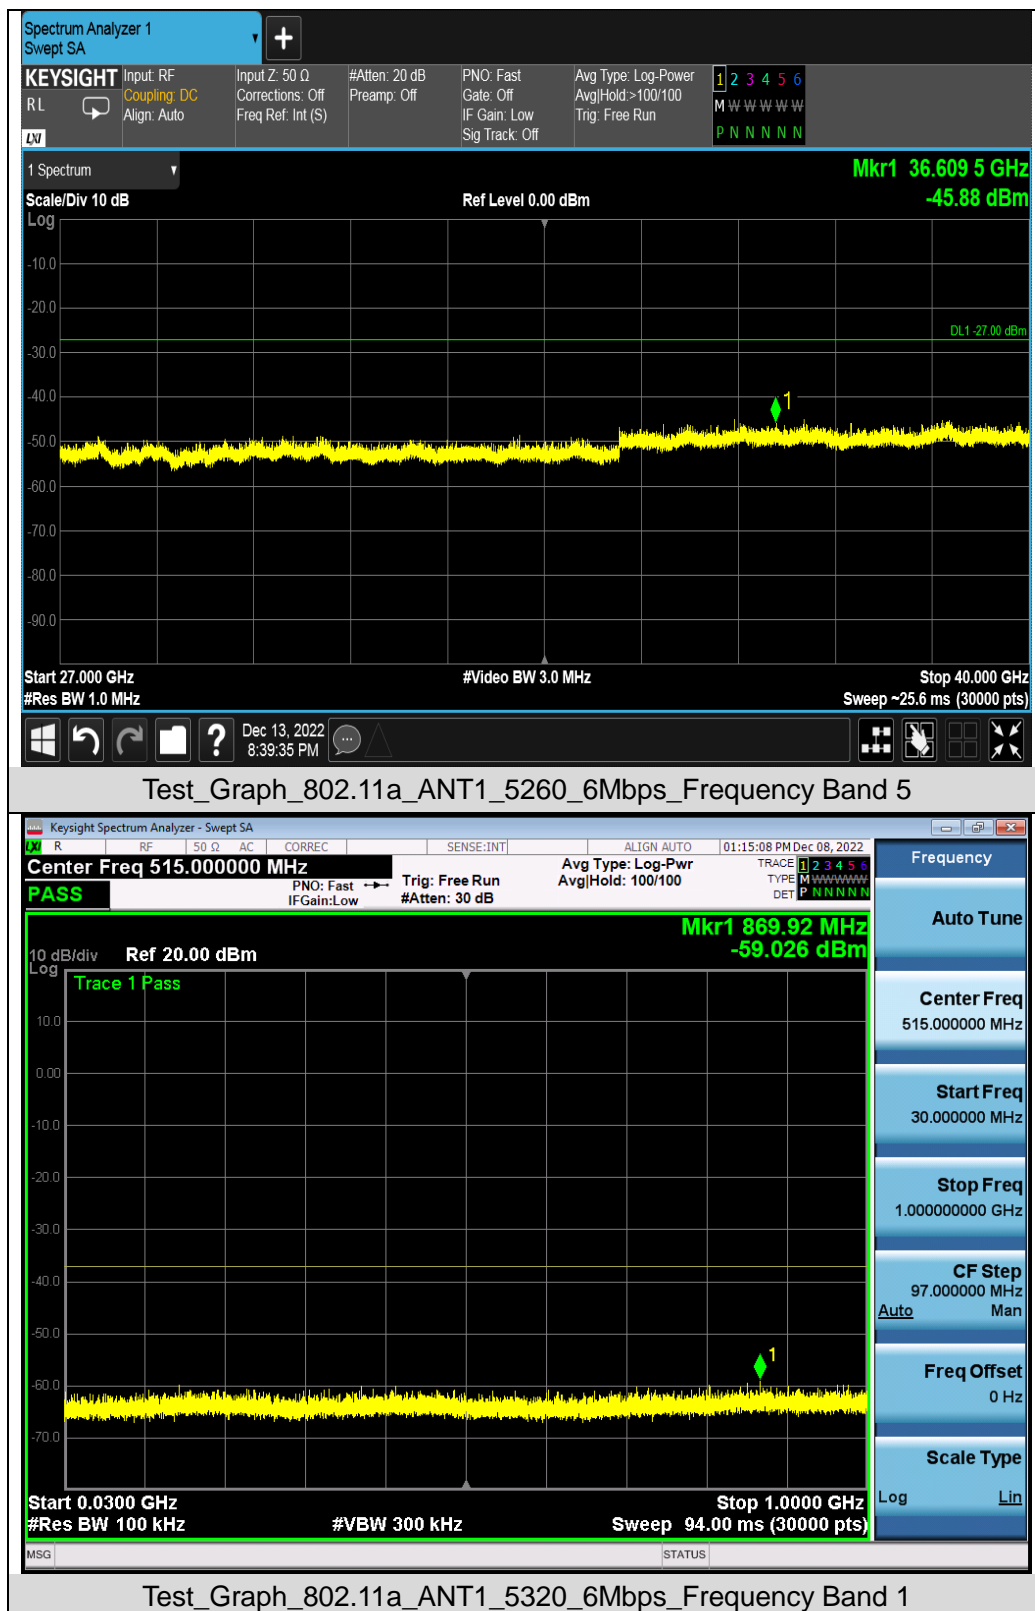 Spectrum Analyzer 1
Swept SA
KEYSIGHT
RL
LXI
Input: RF
Coupling: DC
Align: Auto
Input Z: 50 Ω
Corrections: Off
Freq Ref: Int (S)
#Atten: 20 dB
Preamp: Off
PNO: Fast
Gate: Off
IF Gain: Low
Sig Track: Off
Avg Type: Log-Power
Avg|Hold:>100/100
Trig: Free Run
1 2 3 4 5 6
M W W W W W
P N N N N N
1 Spectrum
Mkr1 36.609 5 GHz
-45.88 dBm
Scale/Div 10 dB
Ref Level 0.00 dBm
Log
-10.0
-20.0
DL1 -27.00 dBm
-30.0
-40.0
1
-50.0
-60.0
-70.0
-80.0
-90.0
Start 27.000 GHz
#Video BW 3.0 MHz
Stop 40.000 GHz
#Res BW 1.0 MHz
Sweep ~25.6 ms (30000 pts)
?
Dec 13, 2022
8:39:35 PM
Test_Graph_802.11a_ANT1_5260_6Mbps_Frequency Band 5
Keysight Spectrum Analyzer - Swept SA
LXI R RF 50 Ω AC CORREC SENSE:INT ALIGN AUTO 01:15:08 PM Dec 08, 2022
Center Freq 515.000000 MHz
PASS
PNO: Fast
IFGain:Low
Trig: Free Run
#Atten: 30 dB
Avg Type: Log-Pwr
Avg|Hold: 100/100
TRACE 1 2 3 4 5 6
TYPE M W W W W W
DET P N N N N N
Mkr1 869.92 MHz
-59.026 dBm
10 dB/div Ref 20.00 dBm
Log
Trace 1 Pass
10.0
0.00
-10.0
-20.0
-30.0
-40.0
-50.0
1
-60.0
-70.0
Start 0.0300 GHz
Stop 1.0000 GHz
#Res BW 100 kHz
#VBW 300 kHz
Sweep 94.00 ms (30000 pts)
MSG
STATUS
Frequency
Auto Tune
Center Freq
515.000000 MHz
Start Freq
30.000000 MHz
Stop Freq
1.000000000 GHz
CF Step
97.000000 MHz
Auto Man
Freq Offset
0 Hz
Scale Type
Log Lin
Test_Graph_802.11a_ANT1_5320_6Mbps_Frequency Band 1